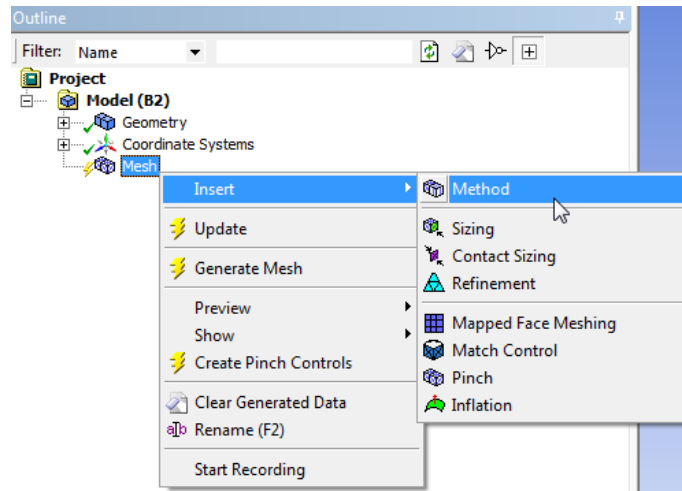 Outline
Filter: Name
Project
Model (B2)
Geometry
Coordinate Systems
Mesh
Insert
Update
Generate Mesh
Preview
Show
Create Pinch Controls
Clear Generated Data
a]b Rename (F2)
Start Recording
Method
Sizing
Contact Sizing
Refinement
Mapped Face Meshing
Match Control
Pinch
Inflation